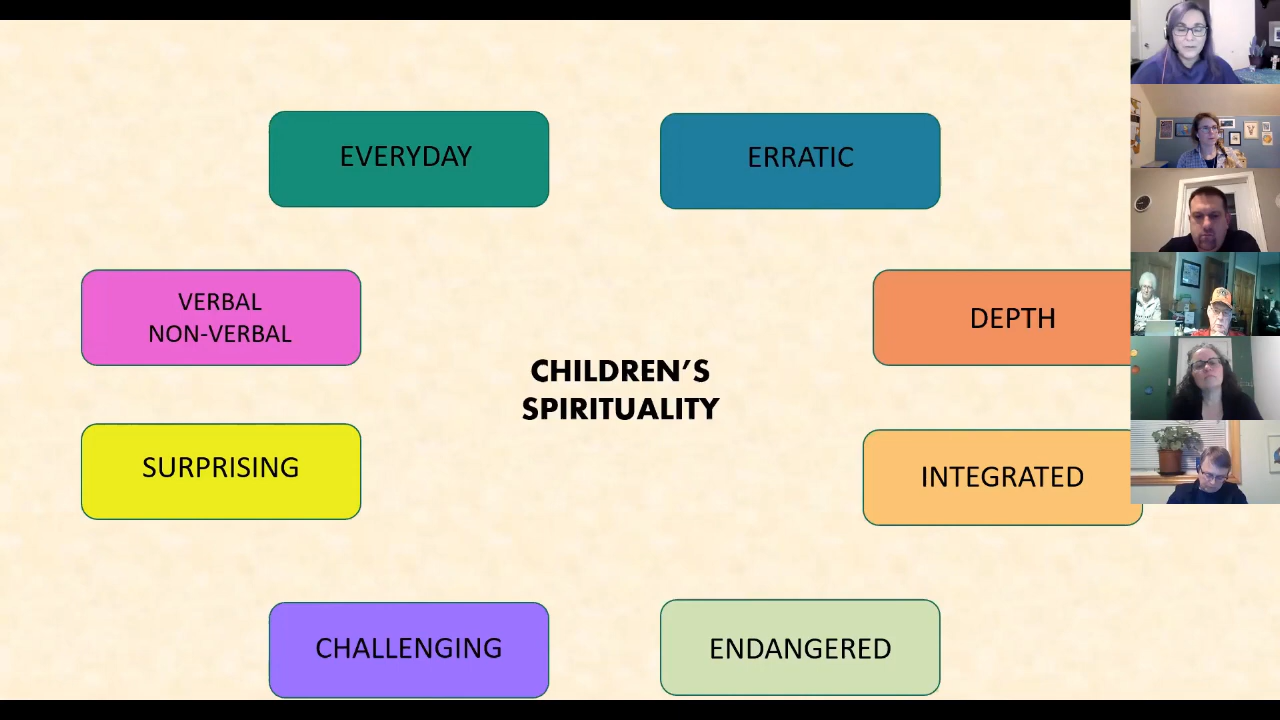 EVERYDAY
ERRATIC
VERBAL
NON-VERBAL
DEPTH
CHILDREN’S
SPIRITUALITY
SURPRISING
INTEGRATED
CHALLENGING
ENDANGERED